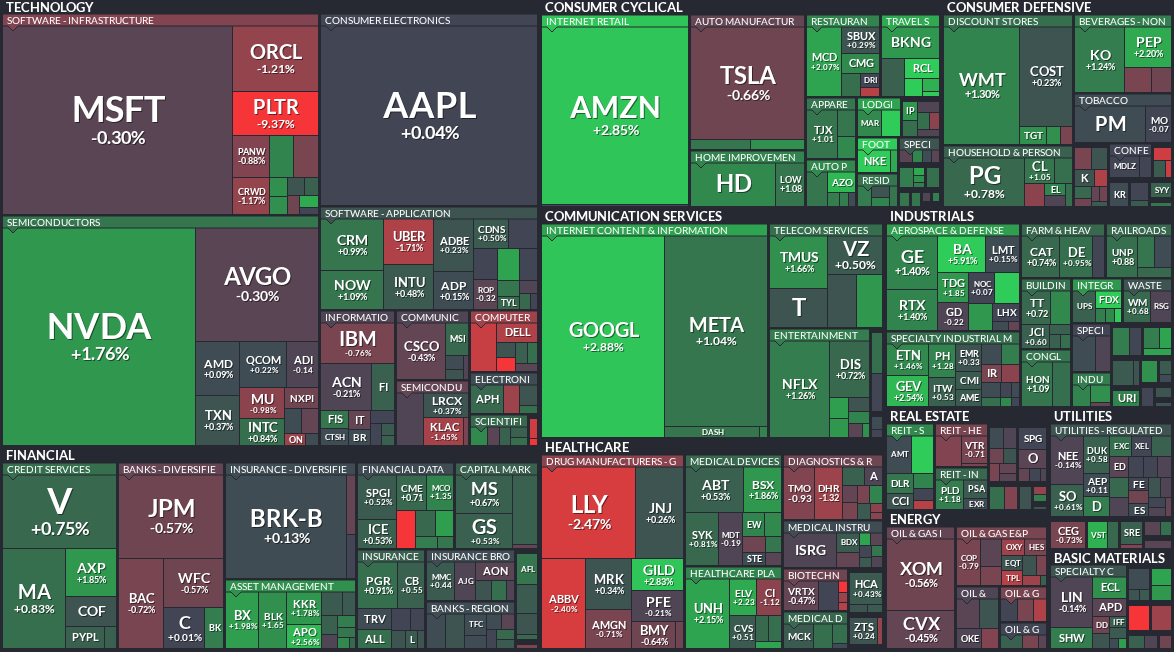 TECHNOLOGY
SOFTWARE - INFRASTRUCTURE
MSFT
-0.30%
ORCL
-1.21%
PLTR
-9.37%
PANW
-0.88%
CRWD
-1.17%
CONSUMER ELECTRONICS
AAPL
+0.04%
SEMICONDUCTORS
NVDA
+1.76%
AVGO
-0.30%
AMD
+0.09%
QCOM
+0.22%
ADI
-0.14
TXN
+0.37%
MU
-0.98%
NXPI
INTC
+0.84%
ON
SOFTWARE - APPLICATION
CRM
+0.99%
UBER
-1.71%
ADBE
+0.23%
CDNS
+0.50%
NOW
+1.09%
INTU
+0.48%
ADP
+0.15%
ROP
-0.32
TYL
INFORMATIO
IBM
-0.76%
ACN
-0.21%
FI
FIS
IT
CTSH
BR
COMMUNIC
CSCO
-0.43%
MSI
SEMICONDU
LRCX
+0.37%
KLAC
-1.45%
COMPUTER
DELL
ELECTRONI
APH
SCIENTIFI
CONSUMER CYCLICAL
INTERNET RETAIL
AMZN
+2.85%
AUTO MANUFACTUR
TSLA
-0.66%
HOME IMPROVEMEN
HD
LOW
+1.08
RESTAURAN
MCD
+2.07%
SBUX
+0.29%
CMG
DRI
TRAVEL S
BKNG
RCL
APPARE
TJX
+1.01
AUTO P
AZO
LODGI
MAR
FOOT
NKE
RESID
IP
SPECI
CONSUMER DEFENSIVE
DISCOUNT STORES
WMT
+1.30%
COST
+0.23%
TGT
BEVERAGES - NON
KO
+1.24%
PEP
+2.20%
TOBACCO
PM
MO
-0.07
HOUSEHOLD & PERSON
PG
+0.78%
CL
+1.05
EL
K
CONFE
MDLZ
KR
SYY
COMMUNICATION SERVICES
INTERNET CONTENT & INFORMATION
GOOGL
+2.88%
META
+1.04%
DASH
TELECOM SERVICES
TMUS
+1.66%
VZ
+0.50%
T
ENTERTAINMENT
NFLX
+1.26%
DIS
+0.72%
INDUSTRIALS
AEROSPACE & DEFENSE
GE
+1.40%
BA
+5.91%
LMT
+0.15%
RTX
+1.40%
TDG
+1.85
NOC
+0.07
GD
-0.22
LHX
SPECIALTY INDUSTRIAL M
ETN
+1.46%
PH
+1.28
EMR
+0.33
GEV
+2.54%
ITW
+0.53
CMI
IR
AME
FARM & HEAV
CAT
+0.74%
DE
+0.95%
RAILROADS
UNP
+0.88
BUILDIN
TT
+0.72
JCI
+0.60
CONGL
HON
+1.09
INTEGR
UPS
FDX
WASTE
WM
+0.68
RSG
SPECI
INDU
URI
FINANCIAL
CREDIT SERVICES
V
+0.75%
MA
+0.83%
AXP
+1.85%
COF
PYPL
BANKS - DIVERSIFIE
JPM
-0.57%
BAC
-0.72%
WFC
-0.57%
C
+0.01%
BK
INSURANCE - DIVERSIFIE
BRK-B
+0.13%
ASSET MANAGEMENT
BX
+1.98%
BLK
+1.65
KKR
+1.78%
APO
+2.56%
FINANCIAL DATA
SPGI
+0.52%
CME
+0.71
MCO
+1.35
ICE
+0.53%
CAPITAL MARK
MS
+0.67%
GS
+0.53%
INSURANCE
PGR
+0.91%
CB
+0.55
TRV
ALL
L
INSURANCE BRO
MMC
+0.44
AJG
AON
AFL
BANKS - REGION
TFC
HEALTHCARE
DRUG MANUFACTURERS - G
LLY
-2.47%
JNJ
+0.26%
ABBV
-2.40%
MRK
+0.34%
GILD
+2.83%
AMGN
-0.71%
PFE
-0.21%
BMY
-0.64%
MEDICAL DEVICES
ABT
+0.53%
BSX
+1.86%
SYK
+0.81%
MDT
-0.19
EW
STE
HEALTHCARE PLA
UNH
+2.15%
ELV
+2.23
CI
-1.12
CVS
+0.51
DIAGNOSTICS & R
TMO
-0.93
DHR
-1.32
A
MEDICAL INSTRU
ISRG
BDX
BIOTECHN
VRTX
-0.47%
HCA
+0.43%
MEDICAL D
MCK
ZTS
+0.24
REAL ESTATE
REIT - S
AMT
DLR
CCI
REIT - HE
VTR
-0.71
REIT - IN
PLD
+1.18
PSA
EXR
SPG
O
UTILITIES
UTILITIES - REGULATED
NEE
-0.14%
DUK
+0.58
EXC
XEL
ED
SO
+0.61%
AEP
+0.11
FE
D
ES
CEG
-0.73%
VST
SRE
ENERGY
OIL & GAS I
XOM
-0.56%
CVX
-0.45%
OIL & GAS E&P
COP
-0.79
OXY
HES
EQT
TPL
OIL &
OKE
OIL & G
OIL & G
BASIC MATERIALS
SPECIALTY C
LIN
-0.14%
ECL
APD
DD
IFF
SHW